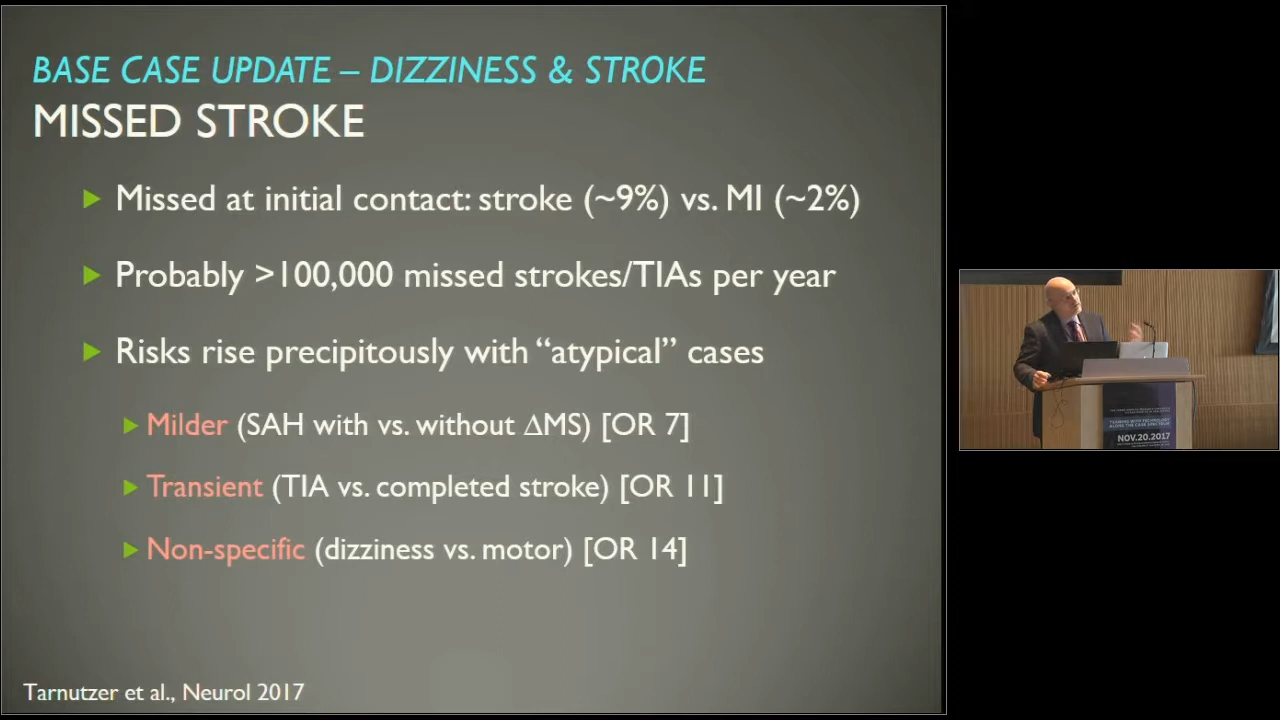 BASE CASE UPDATE – DIZZINESS & STROKE
MISSED STROKE
Missed at initial contact: stroke (~9%) vs. MI (~2%)
Probably >100,000 missed strokes/TIAs per year
Risks rise precipitously with “atypical” cases
Milder (SAH with vs. without ΔMS) [OR 7]
Transient (TIA vs. completed stroke) [OR 11]
Non-specific (dizziness vs. motor) [OR 14]
Tarnutzer et al., Neurol 2017
NOV.20.2017